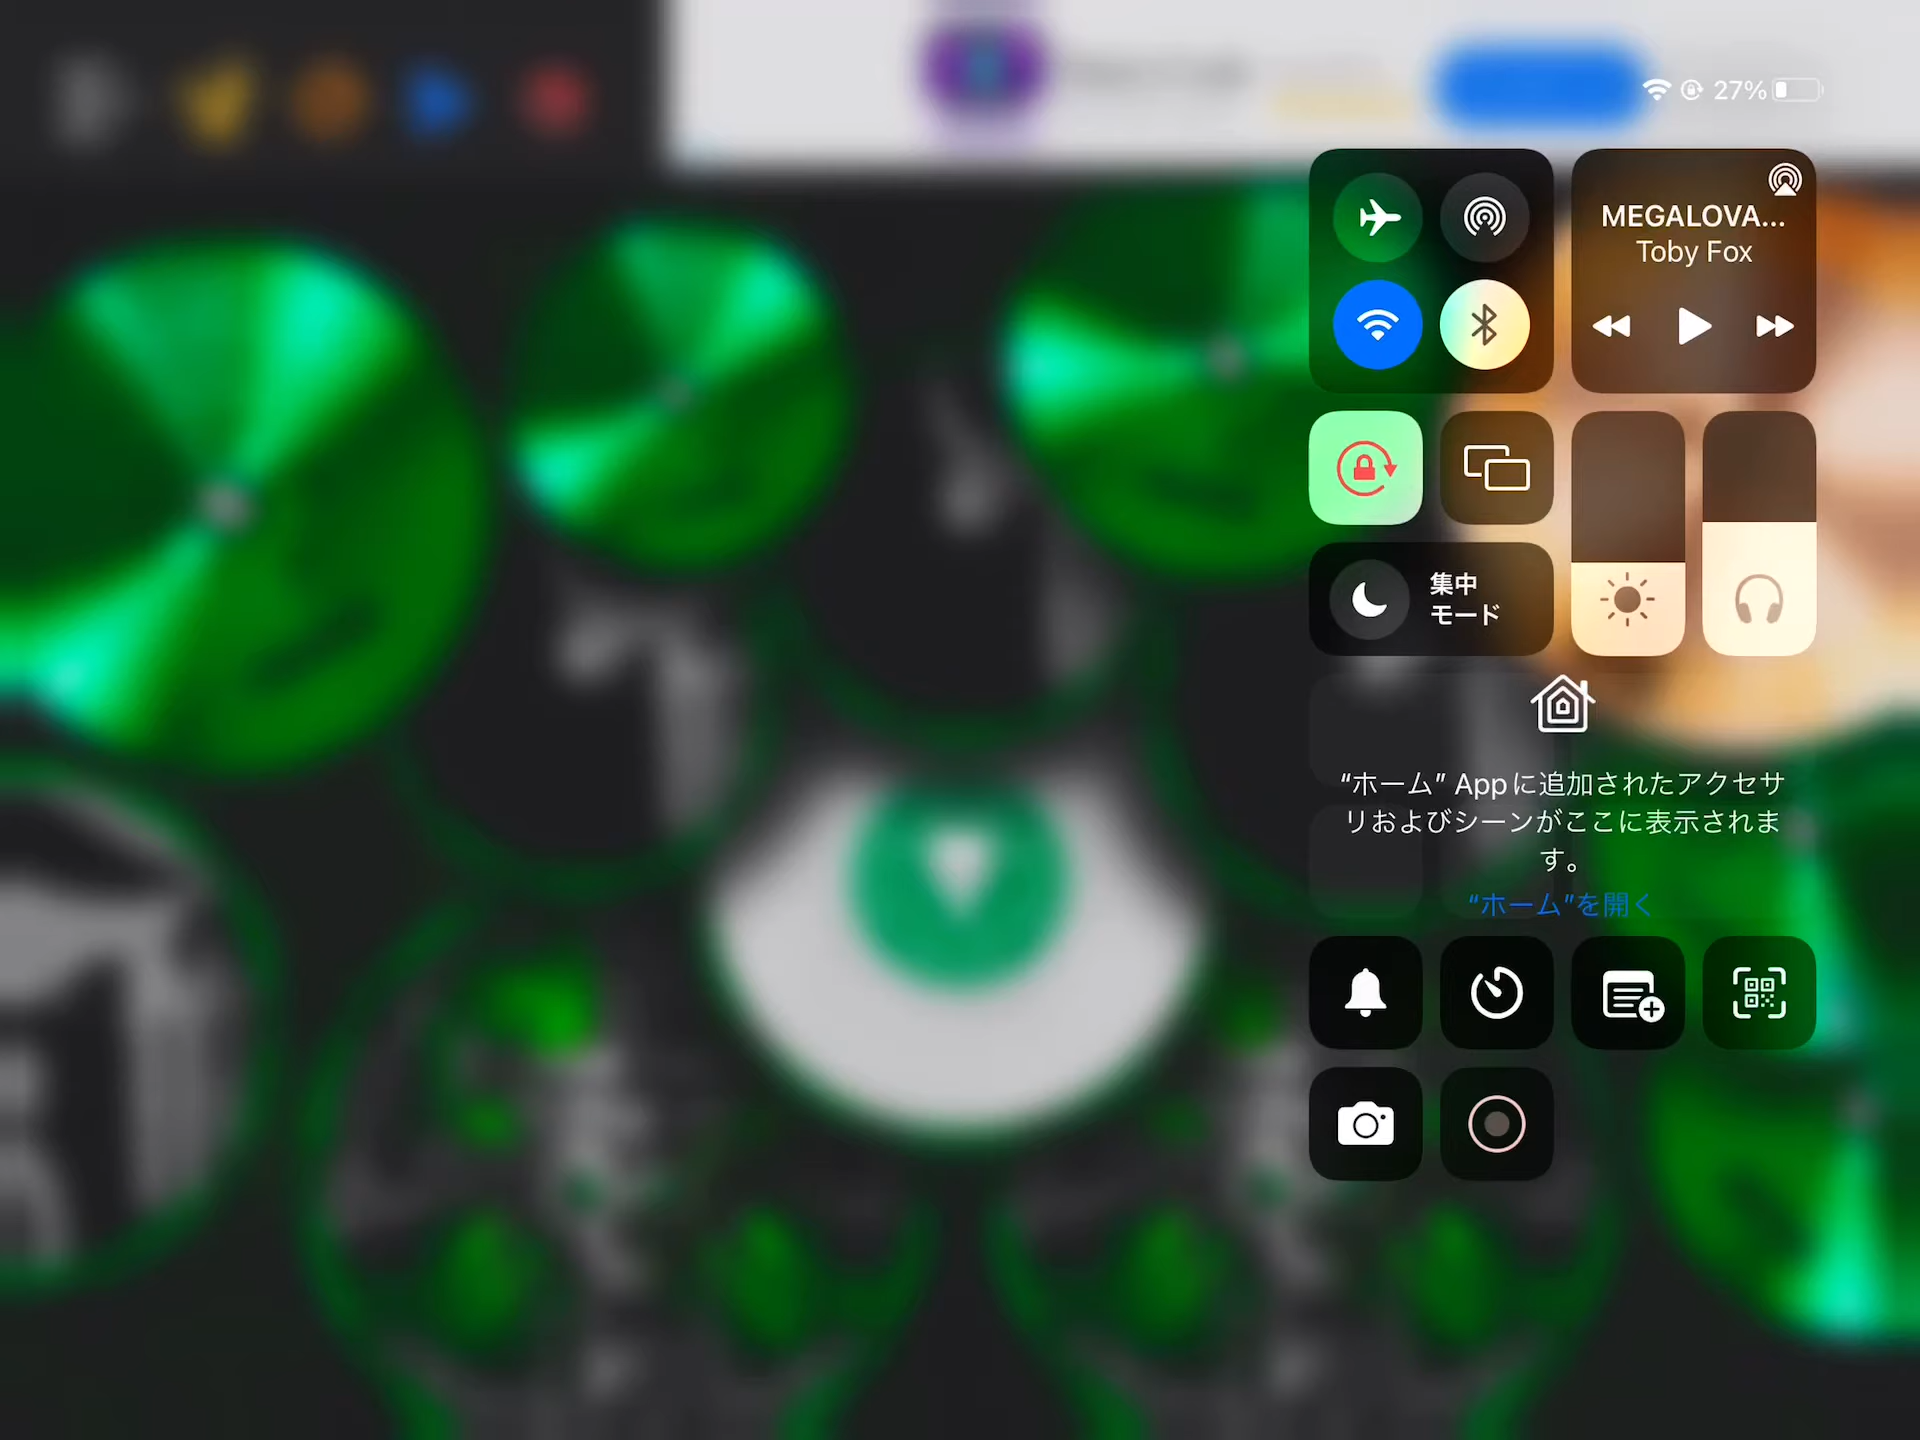 27%
MEGALOVA...
Toby Fox
集中
モード
“ホーム” Appに追加されたアクセサ
リおよびシーンがここに表示されま
す。
“ホーム”を開く